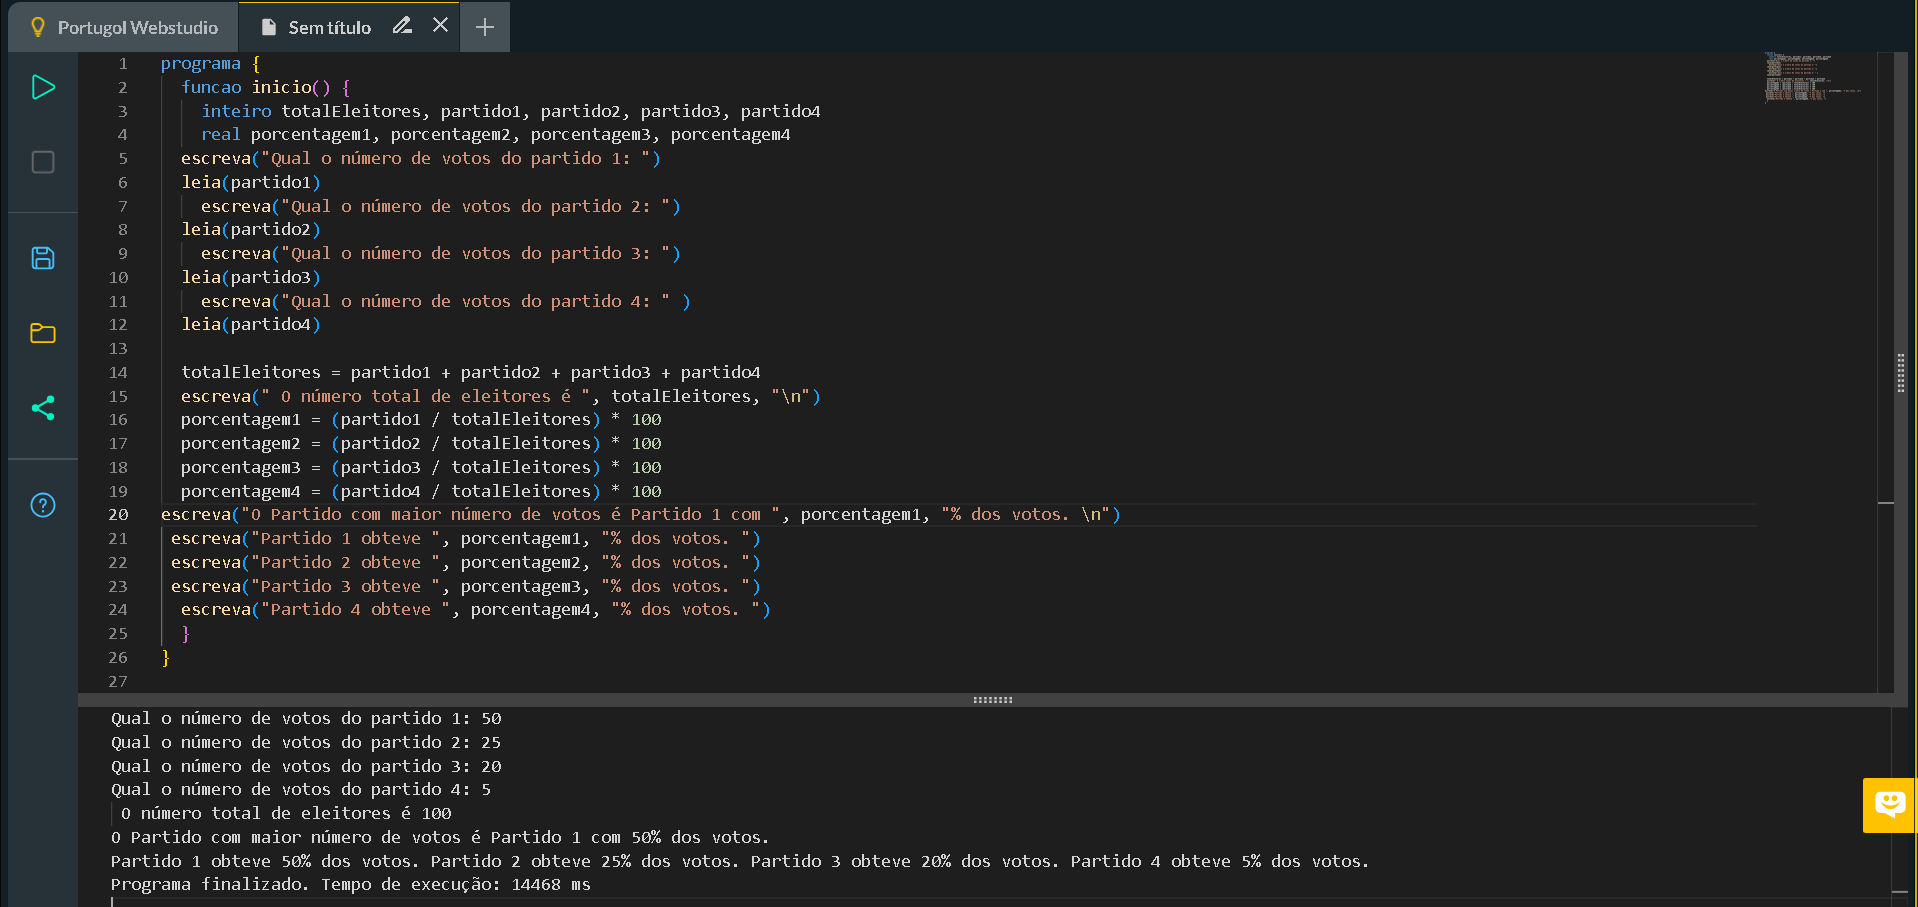 Portugol Webstudio
Sem título
1 programa {
2 funcao inicio() {
3 inteiro totalEleitores, partido1, partido2, partido3, partido4
4 real porcentagem1, porcentagem2, porcentagem3, porcentagem4
5 escreva("Qual o número de votos do partido 1: ")
6 leia(partido1)
7 escreva("Qual o número de votos do partido 2: ")
8 leia(partido2)
9 escreva("Qual o número de votos do partido 3: ")
10 leia(partido3)
11 escreva("Qual o número de votos do partido 4: " )
12 leia(partido4)
13
14 totalEleitores = partido1 + partido2 + partido3 + partido4
15 escreva(" O número total de eleitores é ", totalEleitores, "\n")
16 porcentagem1 = (partido1 / totalEleitores) * 100
17 porcentagem2 = (partido2 / totalEleitores) * 100
18 porcentagem3 = (partido3 / totalEleitores) * 100
19 porcentagem4 = (partido4 / totalEleitores) * 100
20 escreva("O Partido com maior número de votos é Partido 1 com ", porcentagem1, "% dos votos. \n")
21 escreva("Partido 1 obteve ", porcentagem1, "% dos votos. ")
22 escreva("Partido 2 obteve ", porcentagem2, "% dos votos. ")
23 escreva("Partido 3 obteve ", porcentagem3, "% dos votos. ")
24 escreva("Partido 4 obteve ", porcentagem4, "% dos votos. ")
25 }
26 }
27
Qual o número de votos do partido 1: 50
Qual o número de votos do partido 2: 25
Qual o número de votos do partido 3: 20
Qual o número de votos do partido 4: 5
O número total de eleitores é 100
O Partido com maior número de votos é Partido 1 com 50% dos votos.
Partido 1 obteve 50% dos votos. Partido 2 obteve 25% dos votos. Partido 3 obteve 20% dos votos. Partido 4 obteve 5% dos votos.
Programa finalizado. Tempo de execução: 14468 ms